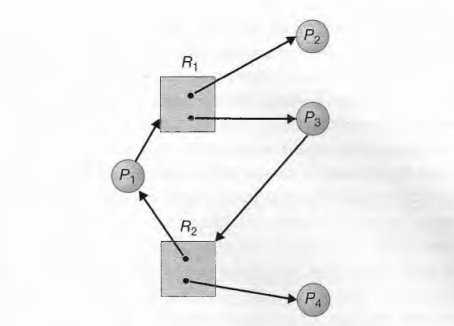 P₂
R₁
P₃
P₁
R₂
P₄